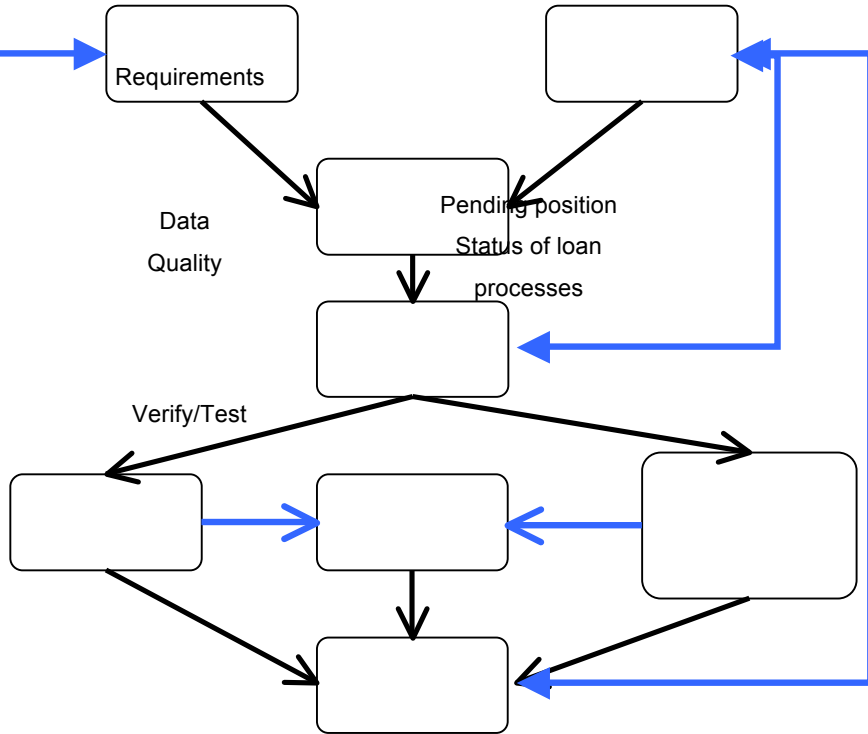 Requirements
Data
Quality
Pending position
Status of loan
processes
Verify/Test